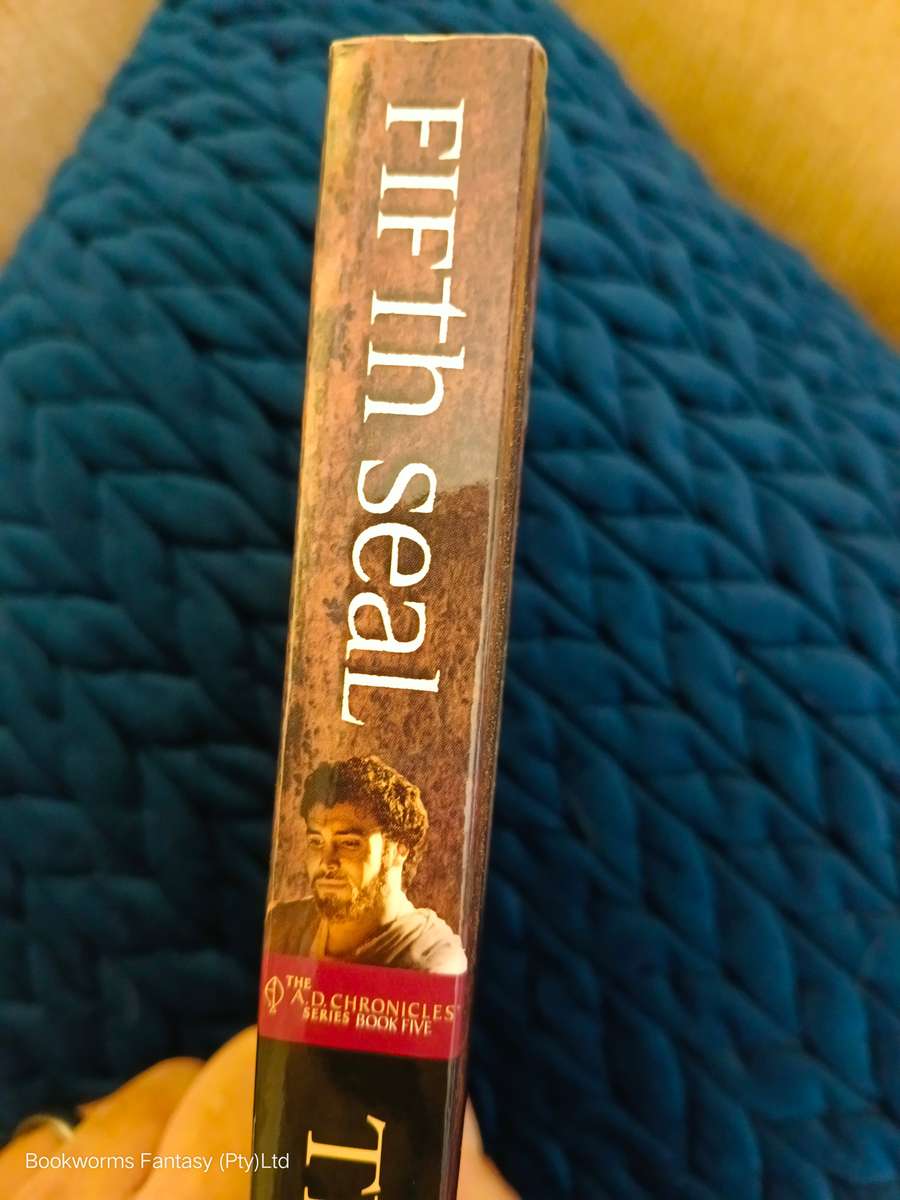 FIFth seaL
THE
A.D. CHRONICLES
SERIES BOOK FIVE
Bookworms Fantasy (Pty)Ltd